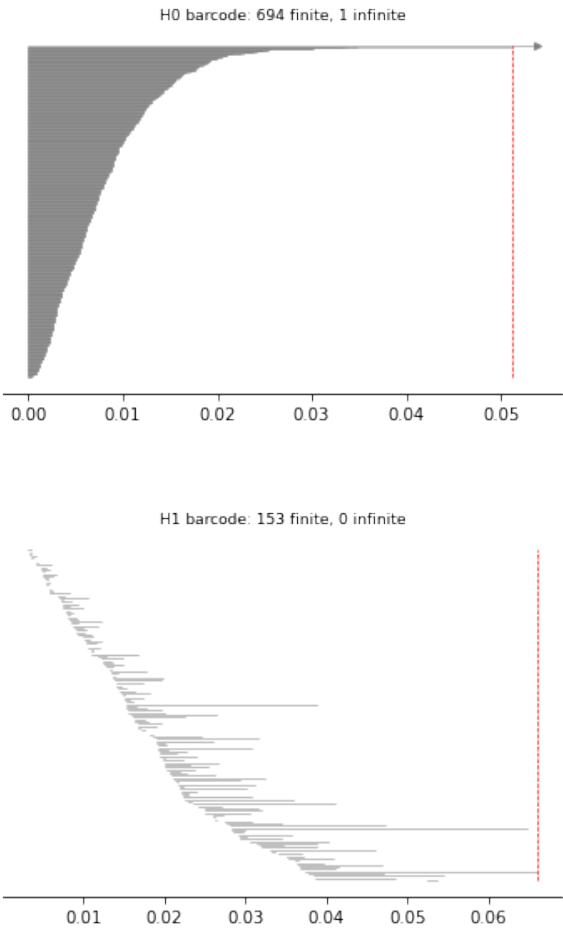 H0 barcode: 694 finite, 1 infinite
0.00 0.01 0.02 0.03 0.04 0.05
H1 barcode: 153 finite, 0 infinite
0.01 0.02 0.03 0.04 0.05 0.06